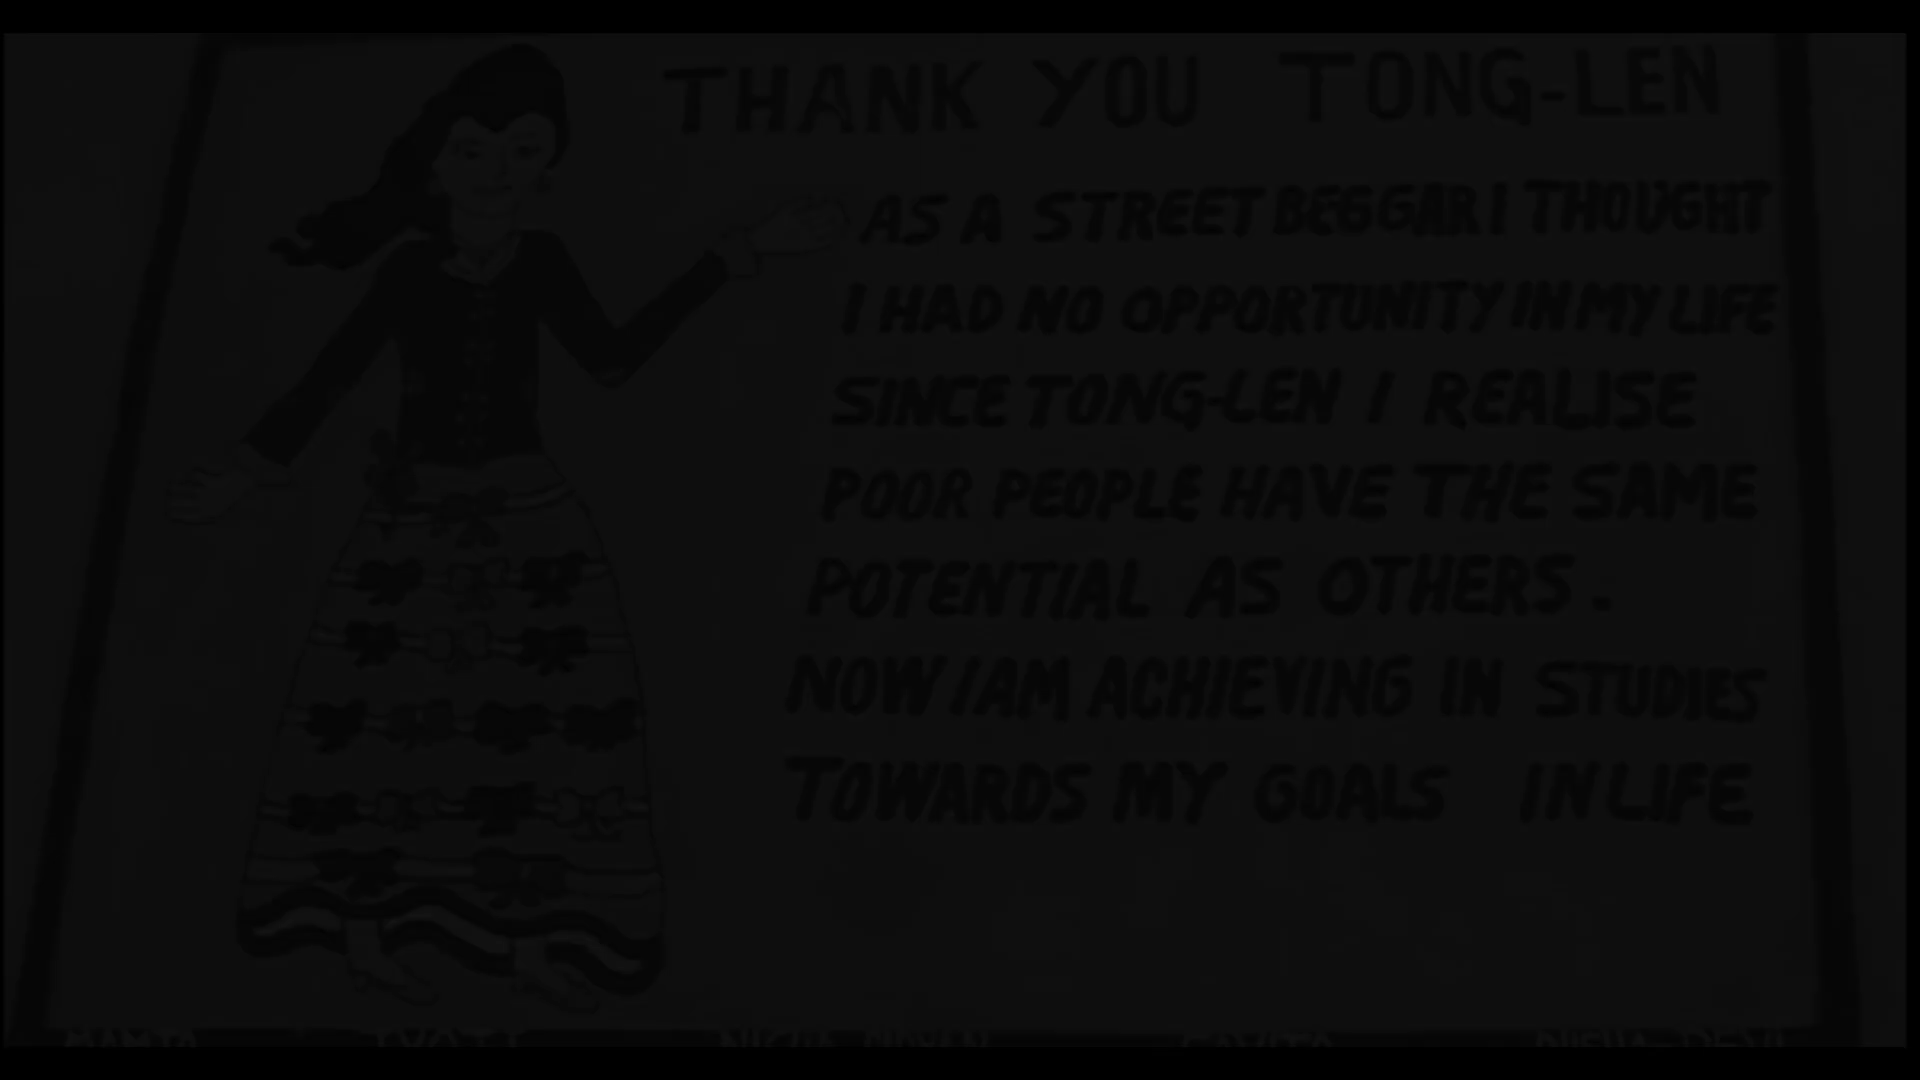 THANK YOU TONG-LEN
AS A STREET BEGGAR I THOUGHT
I HAD NO OPPORTUNITY IN MY LIFE
SINCE TONG-LEN I REALISE
POOR PEOPLE HAVE THE SAME
POTENTIAL AS OTHERS.
NOW I AM ACHIEVING IN STUDIES
TOWARDS MY GOALS IN LIFE